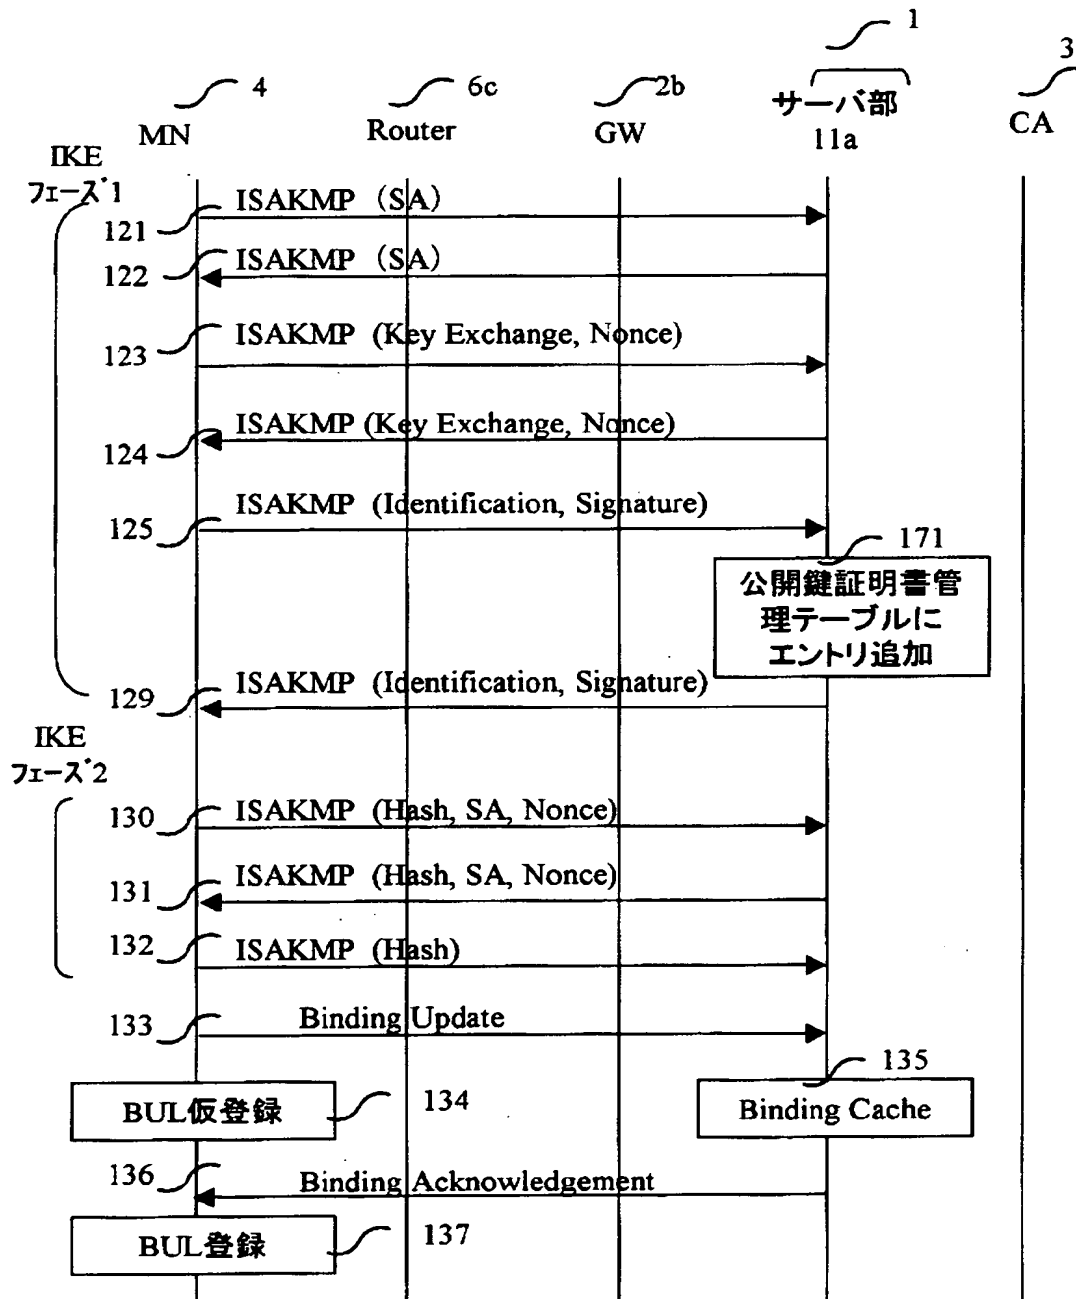 1
3
4
6c
2b
サーバ部
11a
MN
Router
GW
CA
IKE
フェーズ1
121
ISAKMP （SA）
122
ISAKMP （SA）
123
ISAKMP (Key Exchange, Nonce)
124
ISAKMP (Key Exchange, Nonce)
125
ISAKMP (Identification, Signature)
171
公開鍵証明書管
理テーブルに
エントリ追加
129
ISAKMP (Identification, Signature)
IKE
フェーズ2
130
ISAKMP (Hash, SA, Nonce)
131
ISAKMP (Hash, SA, Nonce)
132
ISAKMP (Hash)
133
Binding Update
135
BUL仮登録
134
Binding Cache
136
Binding Acknowledgement
BUL登録
137